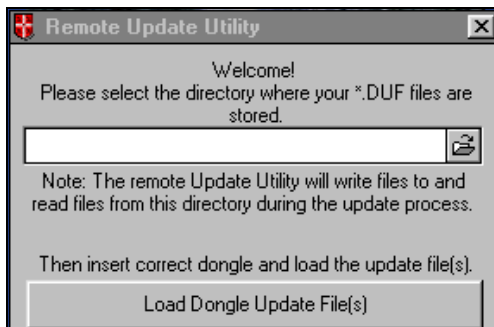 Remote Update Utility
Welcome!
Please select the directory where your *.DUF files are
stored.
Note: The remote Update Utility will write files to and
read files from this directory during the update process.
Then insert correct dongle and load the update file(s).
Load Dongle Update File(s)